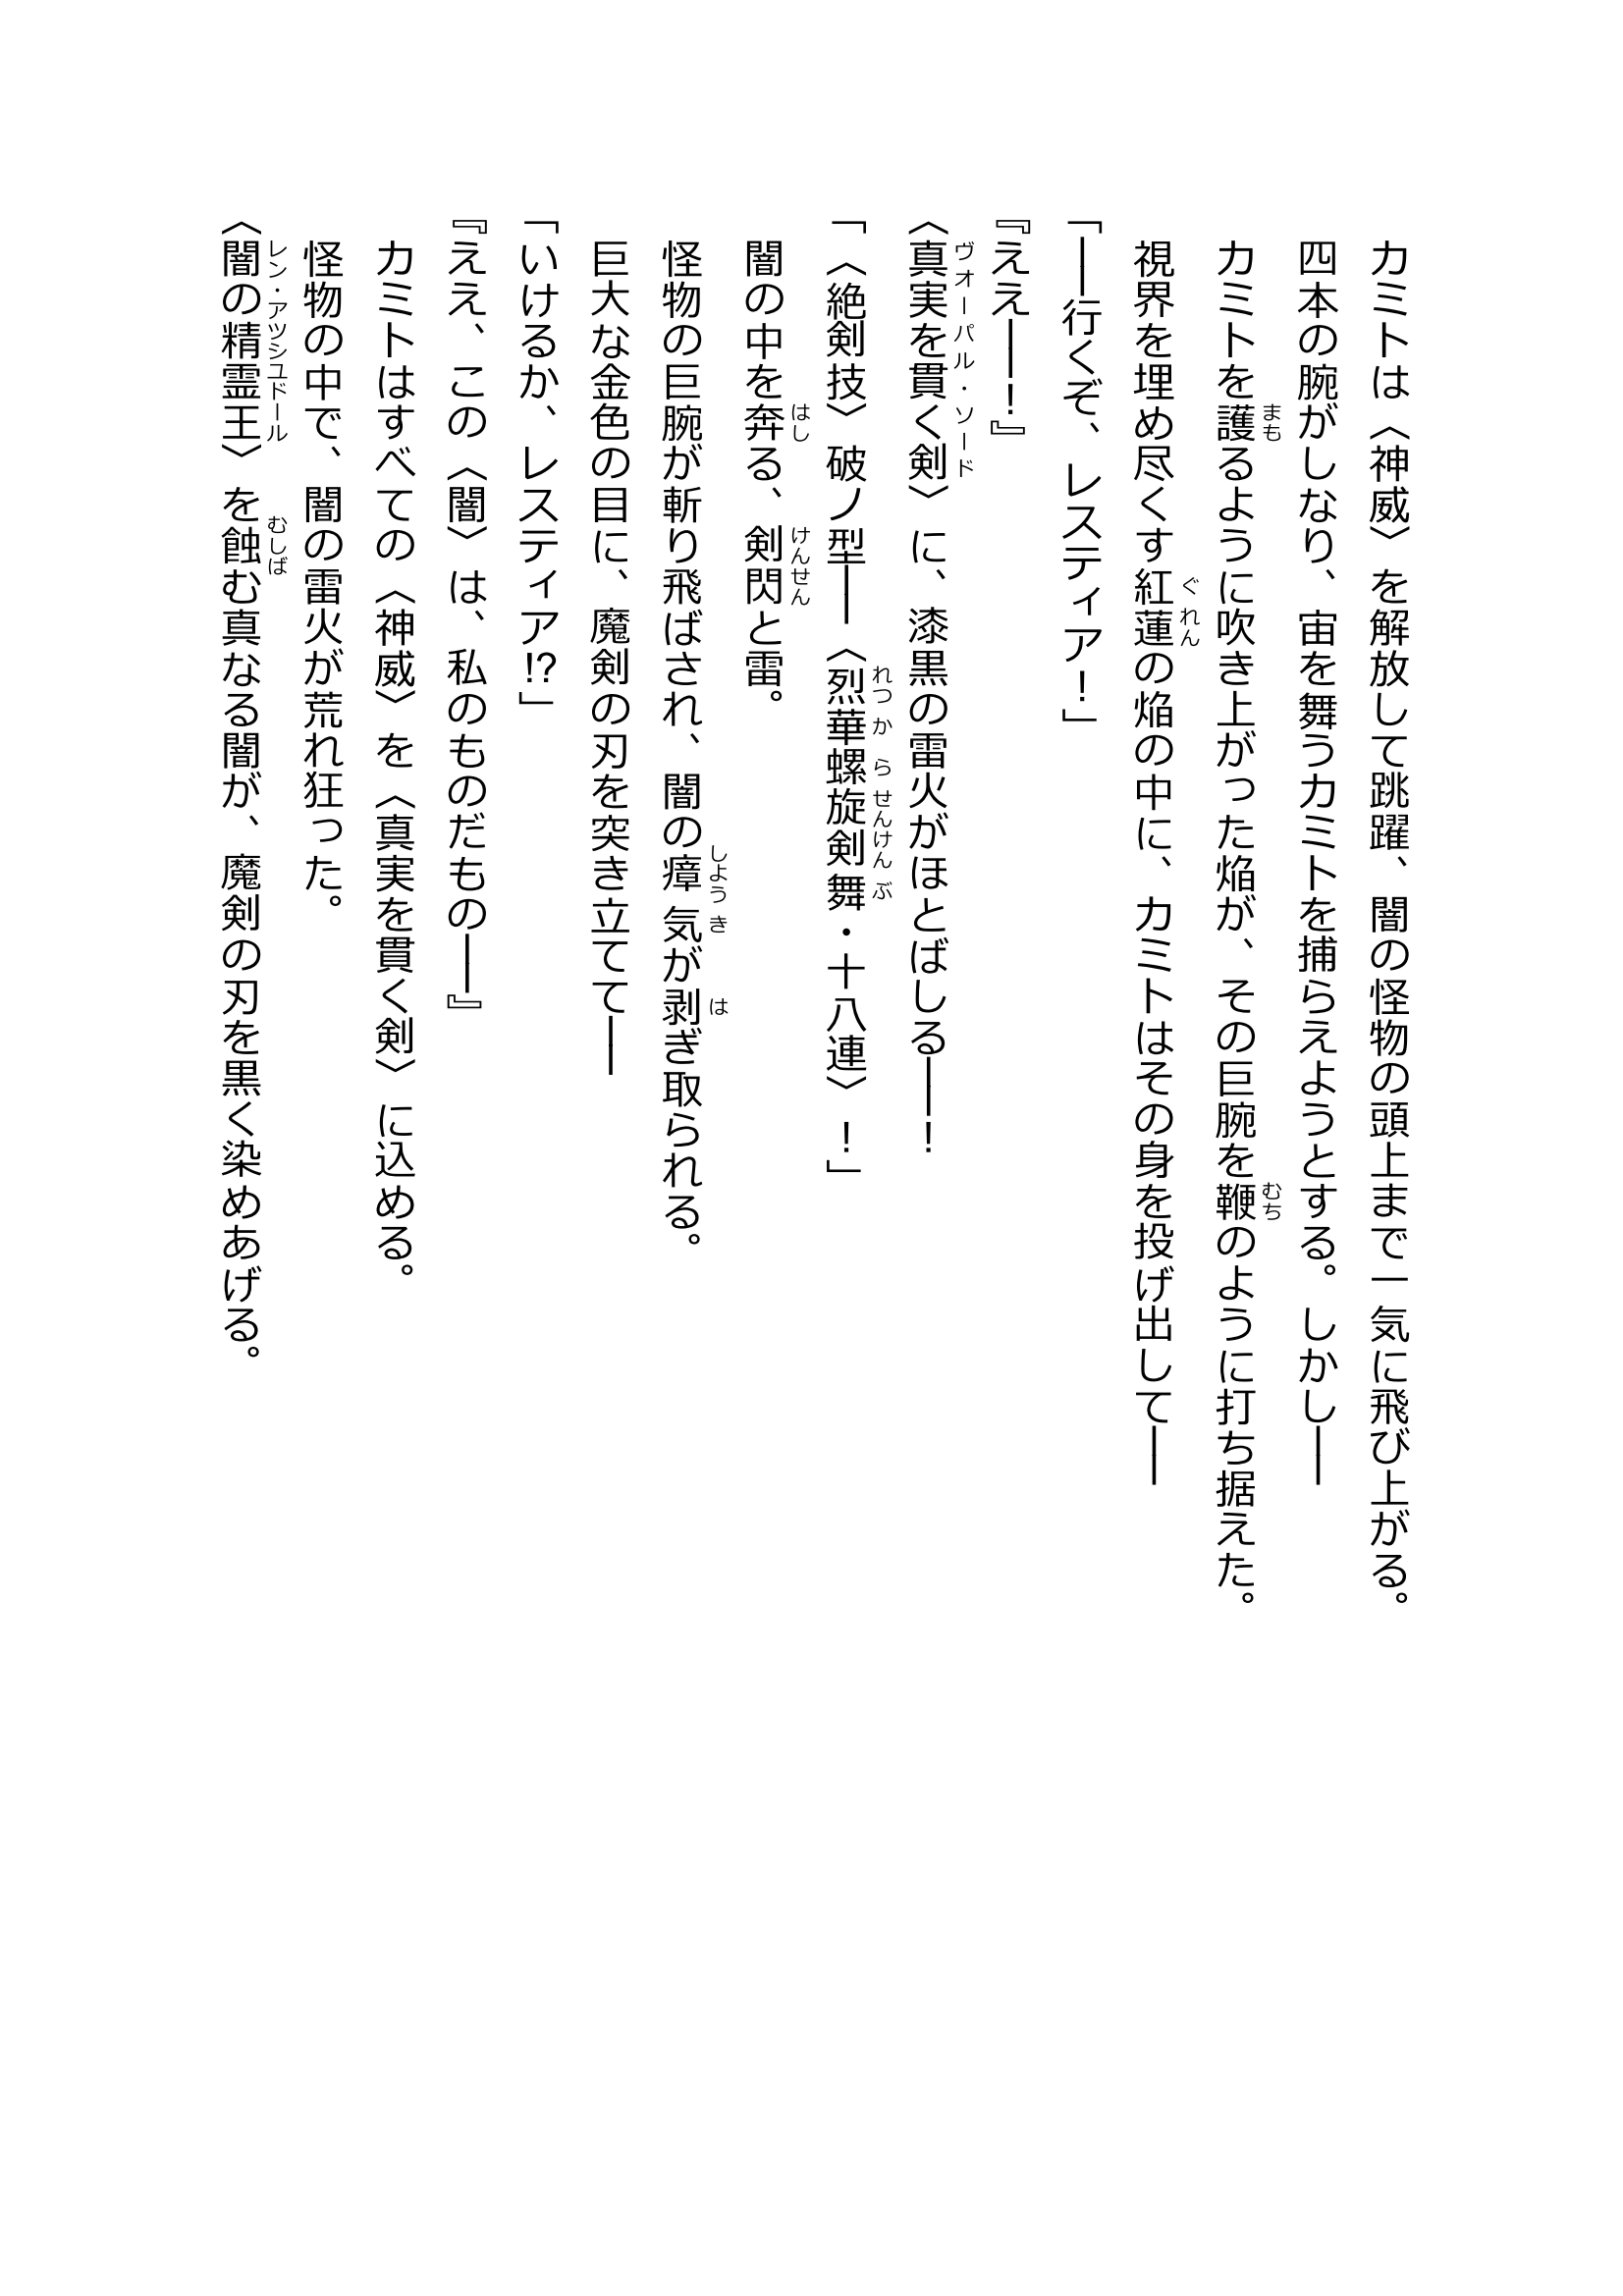 カミトは〈神威〉を解放して跳躍、闇の怪物の頭上まで一気に飛び上がる。
四本の腕がしなり、宙を舞うカミトを捕らえようとする。しかし――
カミトを護るように吹き上がった焔が、その巨腕を鞭のように打ち据えた。
視界を埋め尽くす紅蓮の焔の中に、カミトはその身を投げ出して――
「――行くぞ、レスティア！」
『ええ――！』
〈真実を貫く剣〉に、漆黒の雷火がほとばしる――！
「〈絶剣技〉破ノ型――〈烈華螺旋剣舞・十八連〉！」
闇の中を奔る、剣閃と雷。
怪物の巨腕が斬り飛ばされ、闇の瘴気が剥ぎ取られる。
巨大な金色の目に、魔剣の刃を突き立てて――
「いけるか、レスティア⁉」
『ええ、この〈闇〉は、私のものだもの――』
カミトはすべての〈神威〉を〈真実を貫く剣〉に込める。
怪物の中で、闇の雷火が荒れ狂った。
〈闇の精霊王〉を蝕む真なる闇が、魔剣の刃を黒く染めあげる。